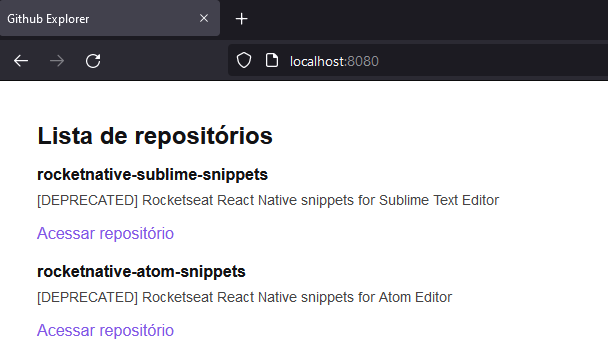 Github Explorer
localhost:8080
Lista de repositórios
rocketnative-sublime-snippets
[DEPRECATED] Rocketseat React Native snippets for Sublime Text Editor
Acessar repositório
rocketnative-atom-snippets
[DEPRECATED] Rocketseat React Native snippets for Atom Editor
Acessar repositório